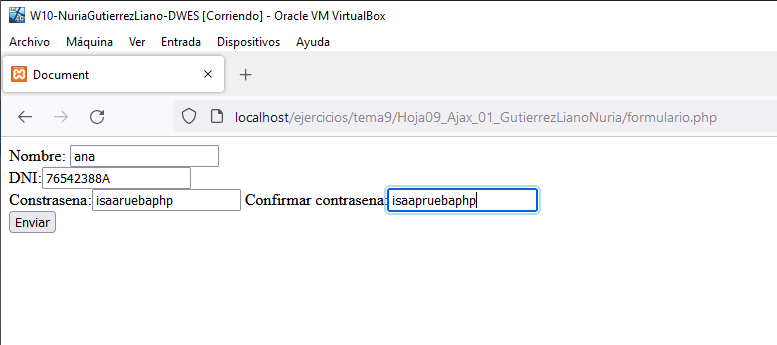 W10-NuriaGutierrezLiano-DWES [Corriendo] - Oracle VM VirtualBox
Archivo Máquina Ver Entrada Dispositivos Ayuda
Document
localhost/ejercicios/tema9/Hoja09_Ajax_01_GutierrezLianoNuria/formulario.php
Nombre: ana
DNI: 76542388A
Constrasena: isaaruebaphp Confirmar contrasena: isaapruebaphp
Enviar